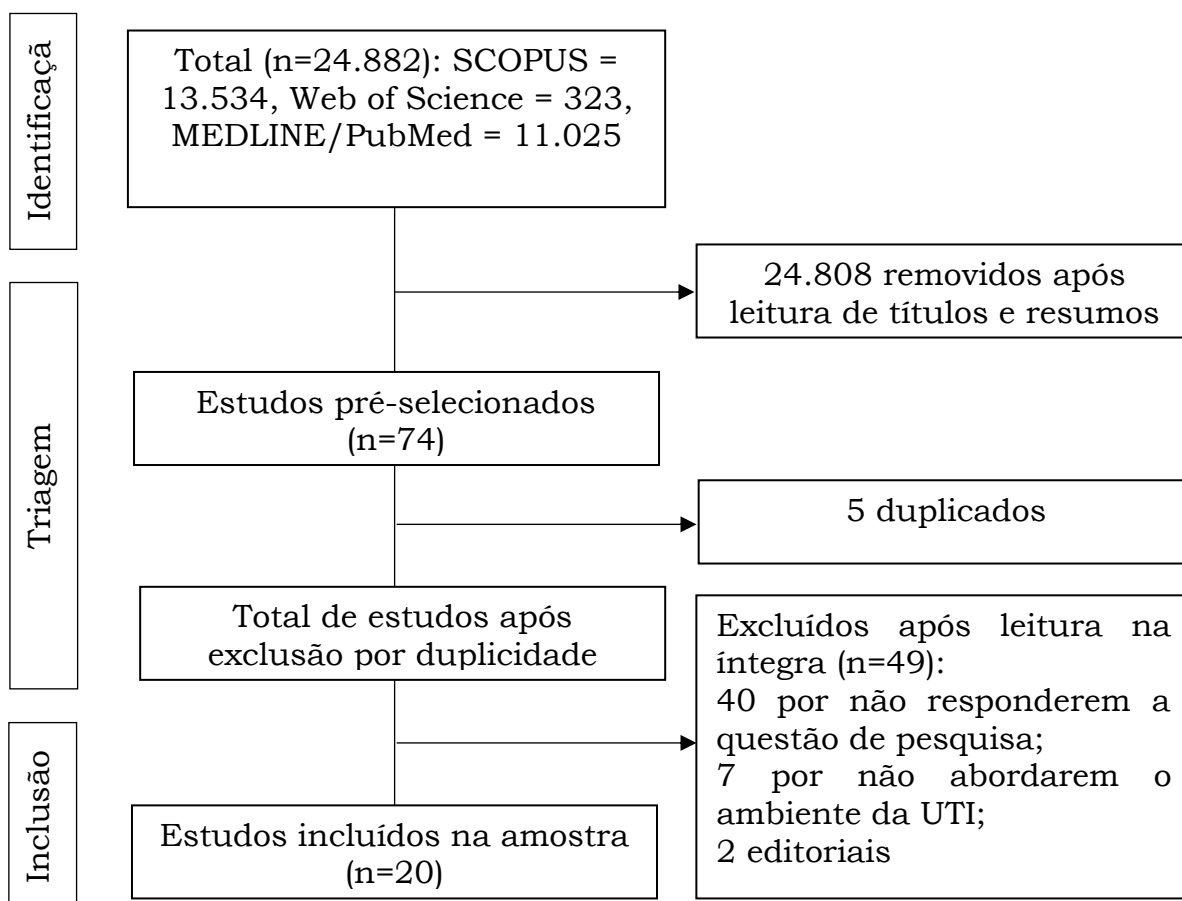 Identificaçã
Total (n=24.882): SCOPUS =
13.534, Web of Science = 323,
MEDLINE/PubMed = 11.025
24.808 removidos após
leitura de títulos e resumos
Triagem
Estudos pré-selecionados
(n=74)
5 duplicados
Total de estudos após
exclusão por duplicidade
Excluídos após leitura na
íntegra (n=49):
40 por não responderem a
questão de pesquisa;
7 por não abordarem o
ambiente da UTI;
2 editoriais
Inclusão
Estudos incluídos na amostra
(n=20)